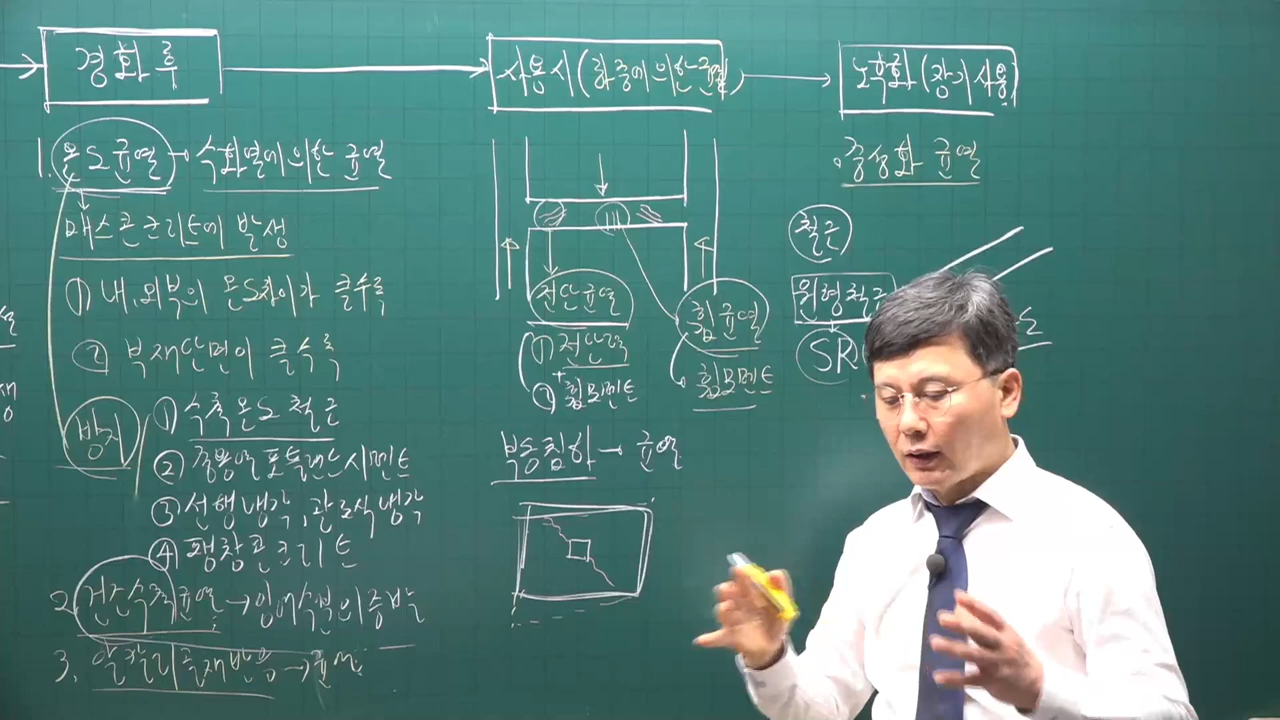 경화후
1. 온도균열 → 수화열에 의한 균열
매스콘크리트에 발생
① 내,외부의 온도차이가 클수록
② 부재단면이 클수록
방지
① 수축온도철근
② 중용열 포틀랜드시멘트
③ 선행냉각, 관로식냉각
④ 팽창콘크리트
2. 건조수축균열 → 잉여수분의 증발
3. 알칼리골재반응 → 균열
사용시 (하중에 의한 균열)
전단균열
① 전단력
+
② 휨모멘트
휨균열
휨모멘트
부등침하 → 균열
노후화 (장기사용)
중성화 균열
철근
원형철근
SR